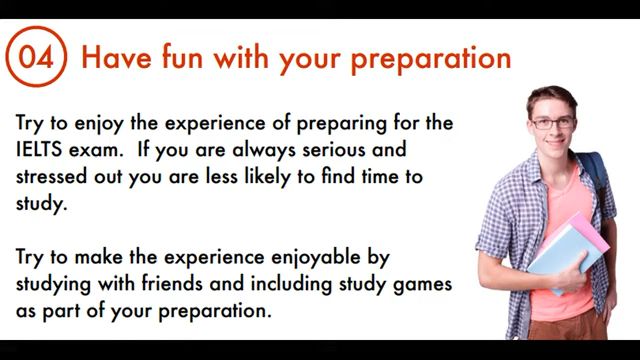 04 Have fun with your preparation
Try to enjoy the experience of preparing for the
IELTS exam. If you are always serious and
stressed out you are less likely to find time to
study.
Try to make the experience enjoyable by
studying with friends and including study games
as part of your preparation.